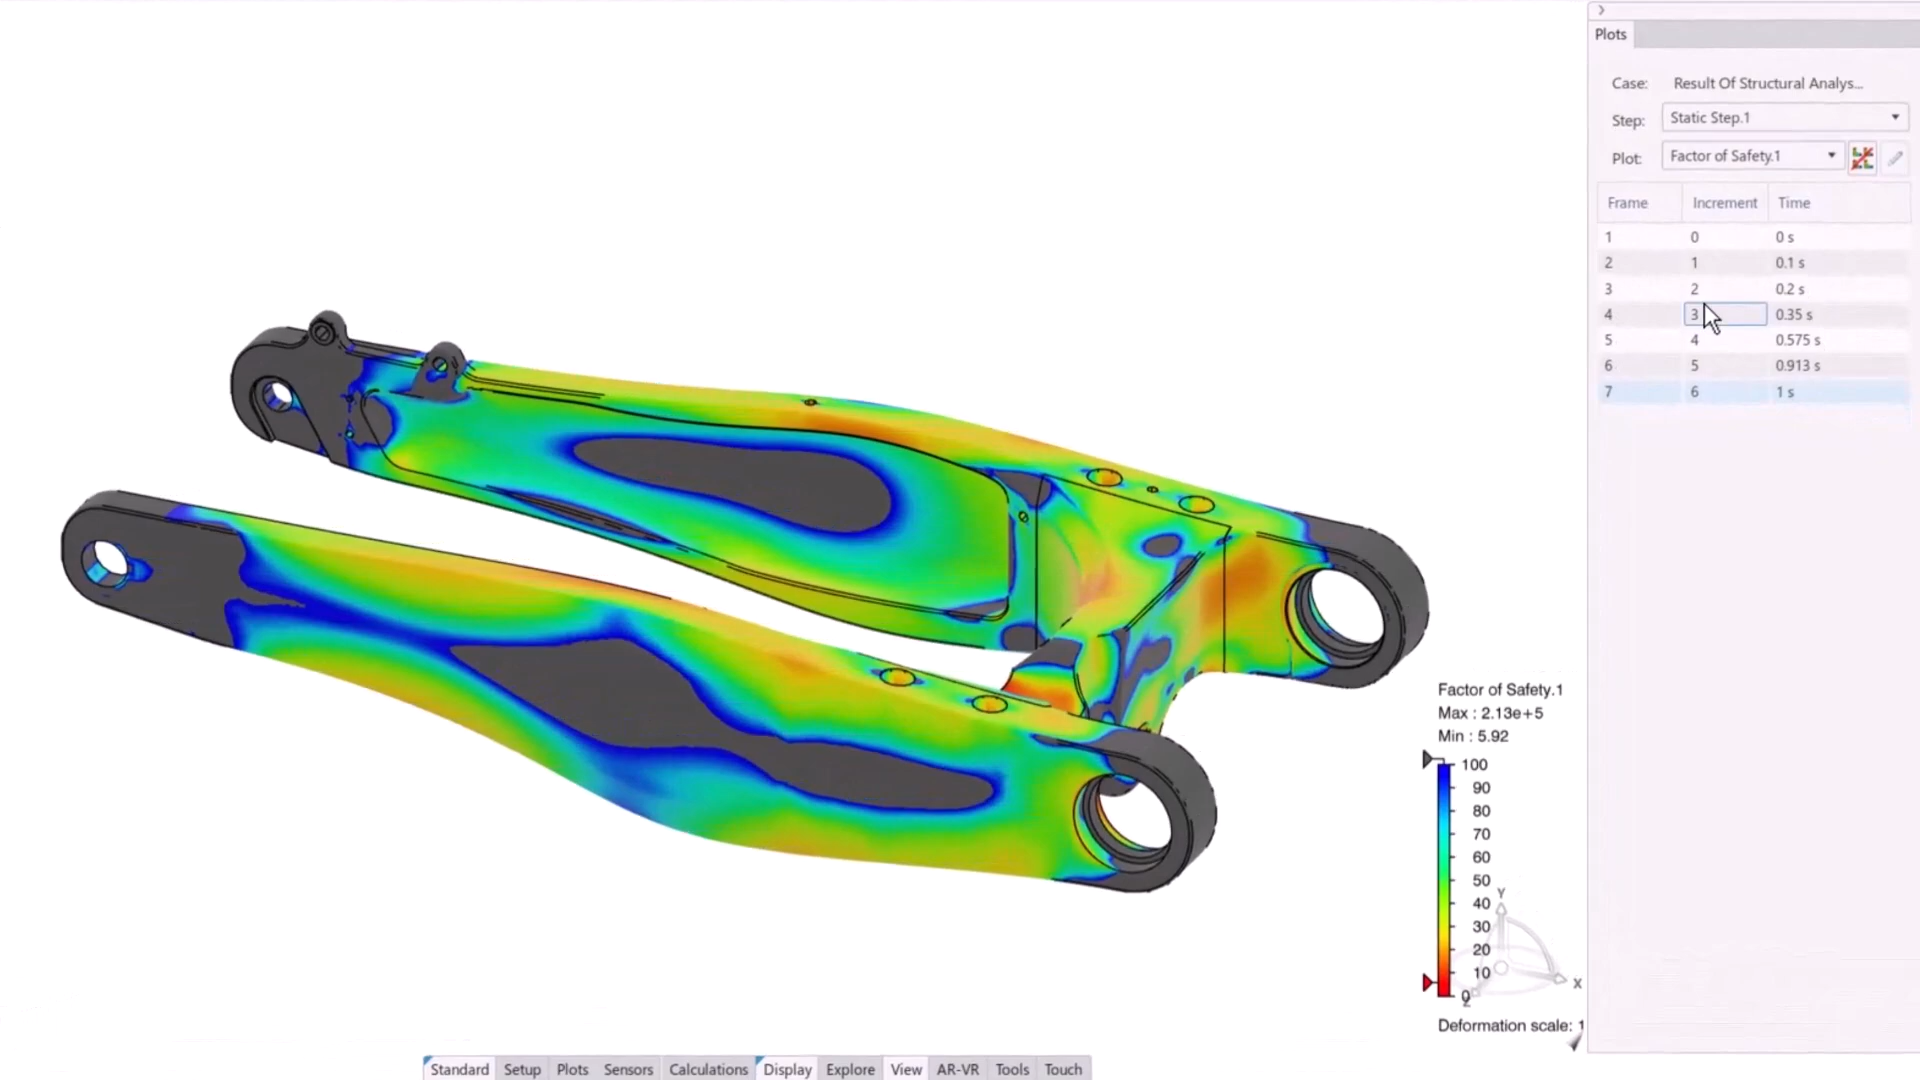 Plots
Case: Result Of Structural Analys...
Step: Static Step.1
Plot: Factor of Safety.1
Frame Increment Time
1 0 0 s
2 1 0.1 s
3 2 0.2 s
4 3 0.35 s
5 4 0.575 s
6 5 0.913 s
7 6 1 s
Factor of Safety.1
Max : 2.13e+5
Min : 5.92
100
90
80
70
60
50
40
30
20
10
0
Y
X
Z
Deformation scale: 1
Standard Setup Plots Sensors Calculations Display Explore View AR-VR Tools Touch